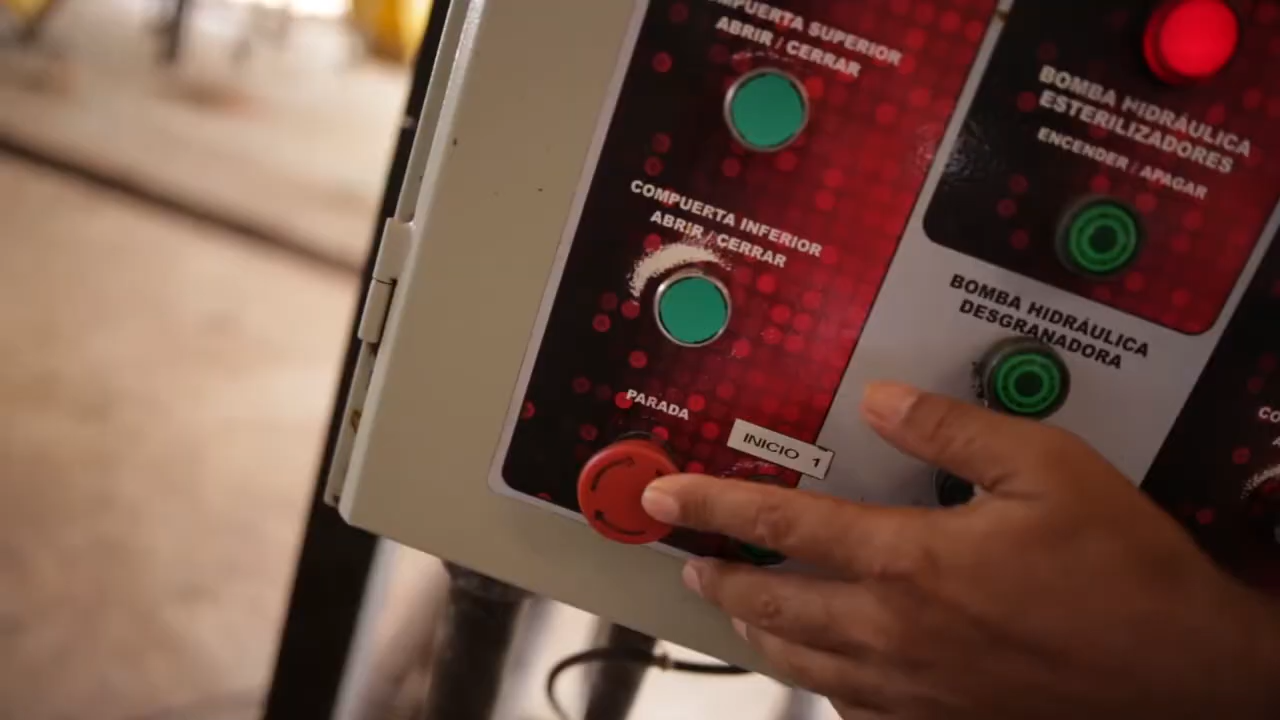 COMPUERTA SUPERIOR
ABRIR / CERRAR
COMPUERTA INFERIOR
ABRIR / CERRAR
PARADA
INICIO 1
BOMBA HIDRÁULICA
ESTERILIZADORES
ENCENDER / APAGAR
BOMBA HIDRÁULICA
DESGRANADORA